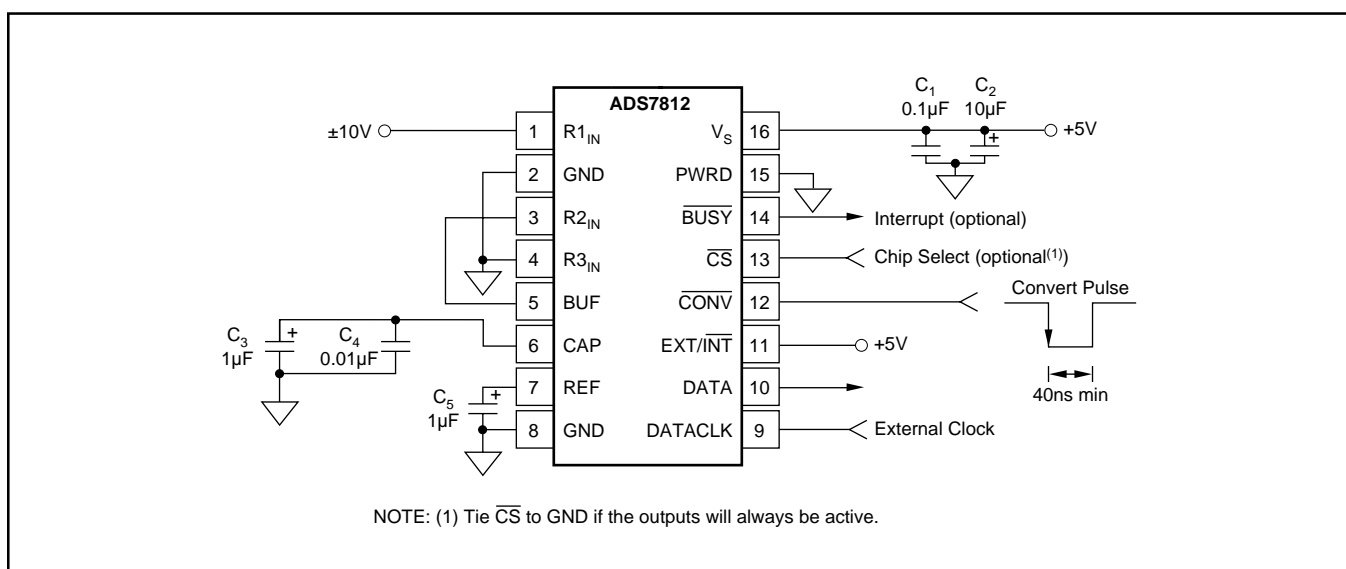 ADS7812
±10V
1 R1IN
2 GND
3 R2IN
4 R3IN
5 BUF
6 CAP
7 REF
8 GND
VS 16
PWRD 15
BUSY 14
CS 13
CONV 12
EXT/INT 11
DATA 10
DATACLK 9
C1
0.1µF
C2
10µF
+
+5V
Interrupt (optional)
Chip Select (optional(1))
Convert Pulse
+5V
40ns min
External Clock
C3
1µF
+
C4
0.01µF
C5
1µF
+
NOTE: (1) Tie CS to GND if the outputs will always be active.